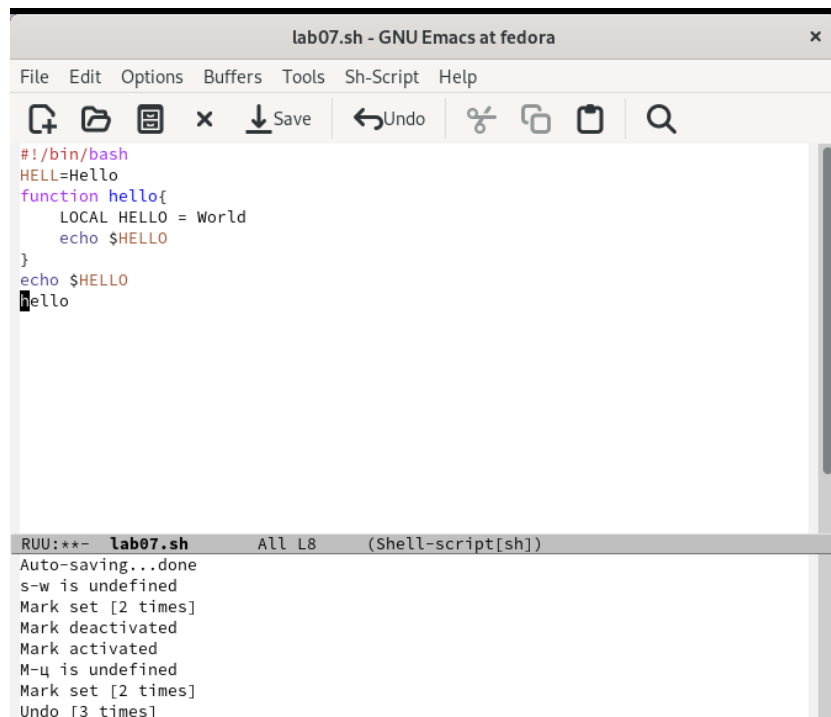 lab07.sh - GNU Emacs at fedora ×
File Edit Options Buffers Tools Sh-Script Help
Save Undo
#!/bin/bash
HELL=Hello
function hello{
    LOCAL HELLO = World
    echo $HELLO
}
echo $HELLO
hello
RUU:**- lab07.sh All L8 (Shell-script[sh])
Auto-saving...done
s-w is undefined
Mark set [2 times]
Mark deactivated
Mark activated
M-ц is undefined
Mark set [2 times]
Undo [3 times]